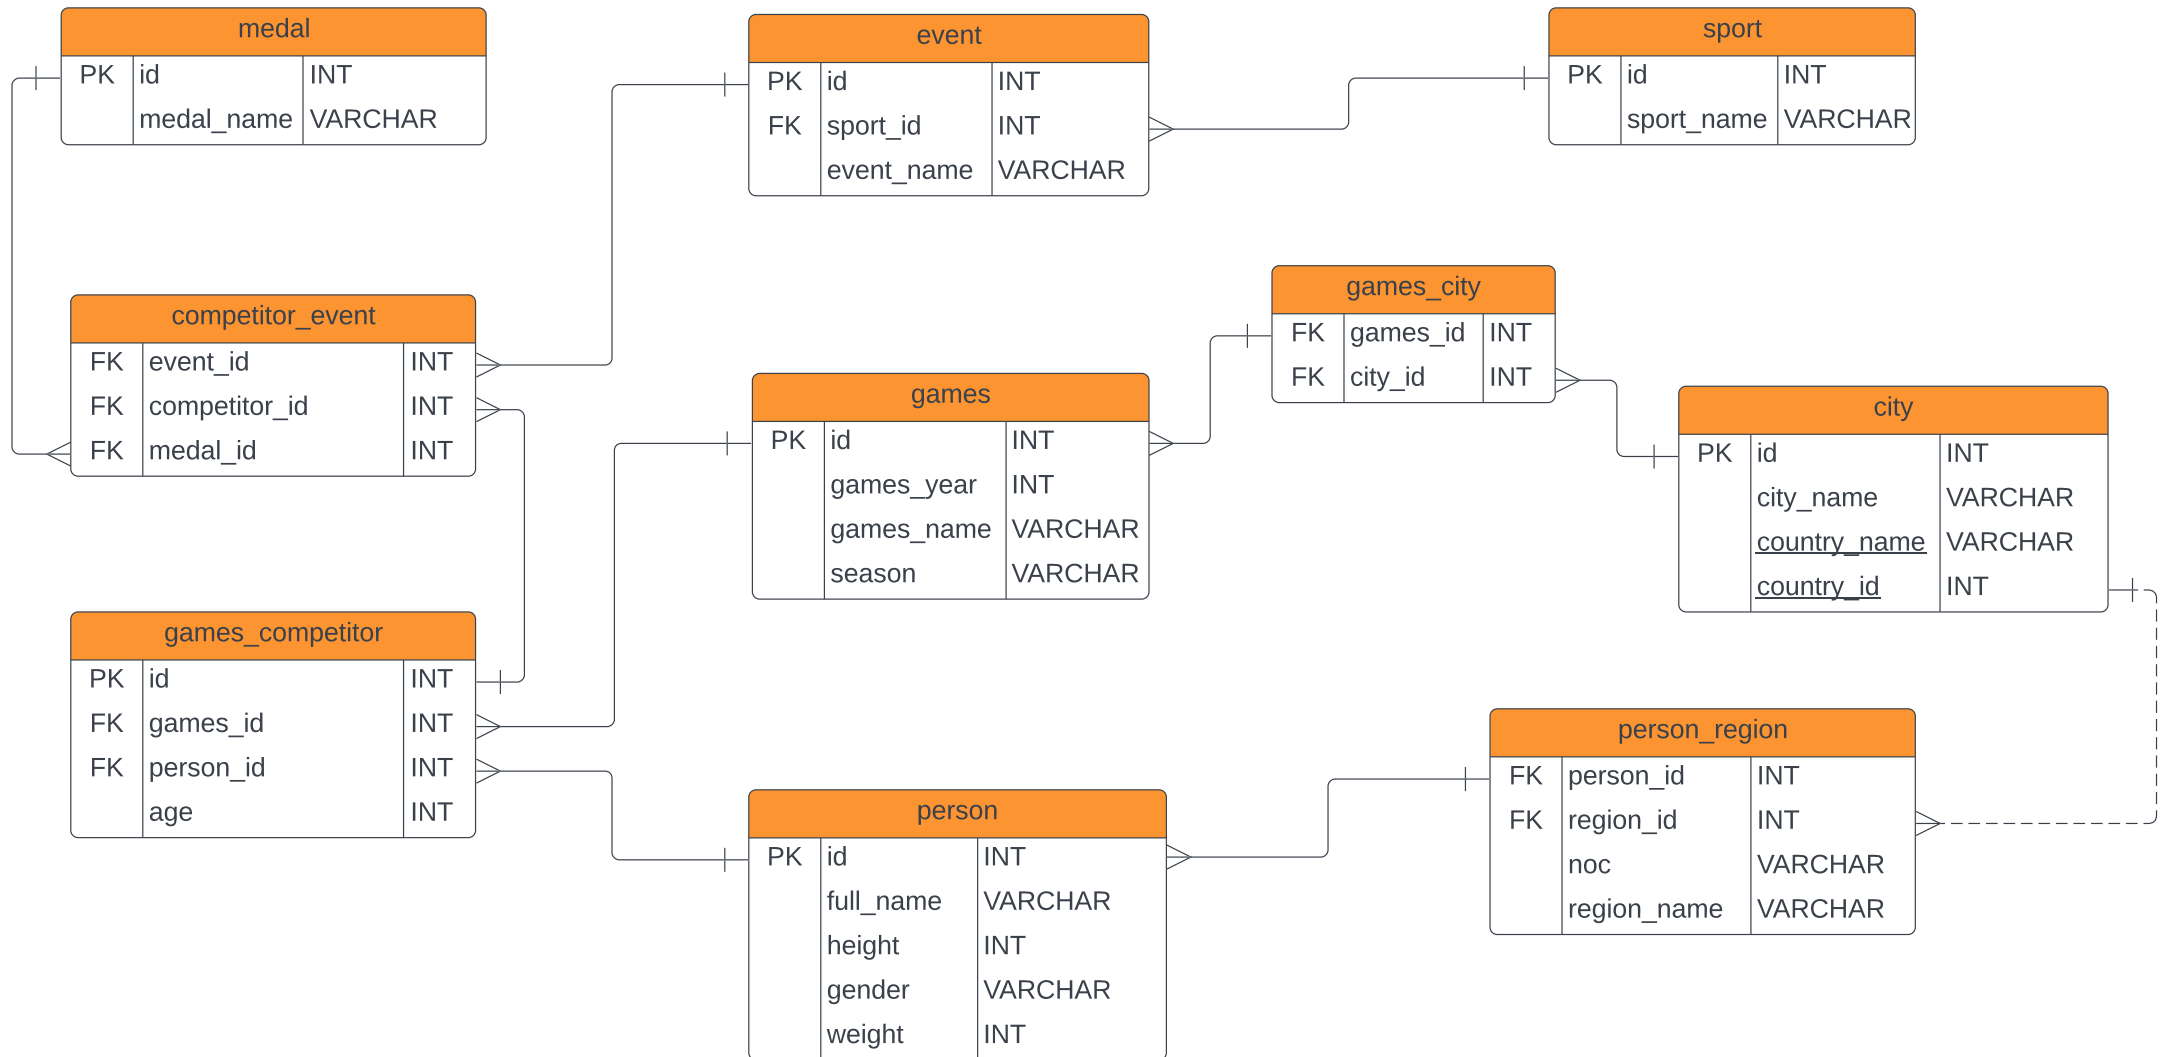 medal
PK id INT
medal_name VARCHAR
event
PK id INT
FK sport_id INT
event_name VARCHAR
sport
PK id INT
sport_name VARCHAR
competitor_event
FK event_id INT
FK competitor_id INT
FK medal_id INT
games
PK id INT
games_year INT
games_name VARCHAR
season VARCHAR
games_city
FK games_id INT
FK city_id INT
city
PK id INT
city_name VARCHAR
country_name VARCHAR
country_id INT
games_competitor
PK id INT
FK games_id INT
FK person_id INT
age INT
person
PK id INT
full_name VARCHAR
height INT
gender VARCHAR
weight INT
person_region
FK person_id INT
FK region_id INT
noc VARCHAR
region_name VARCHAR